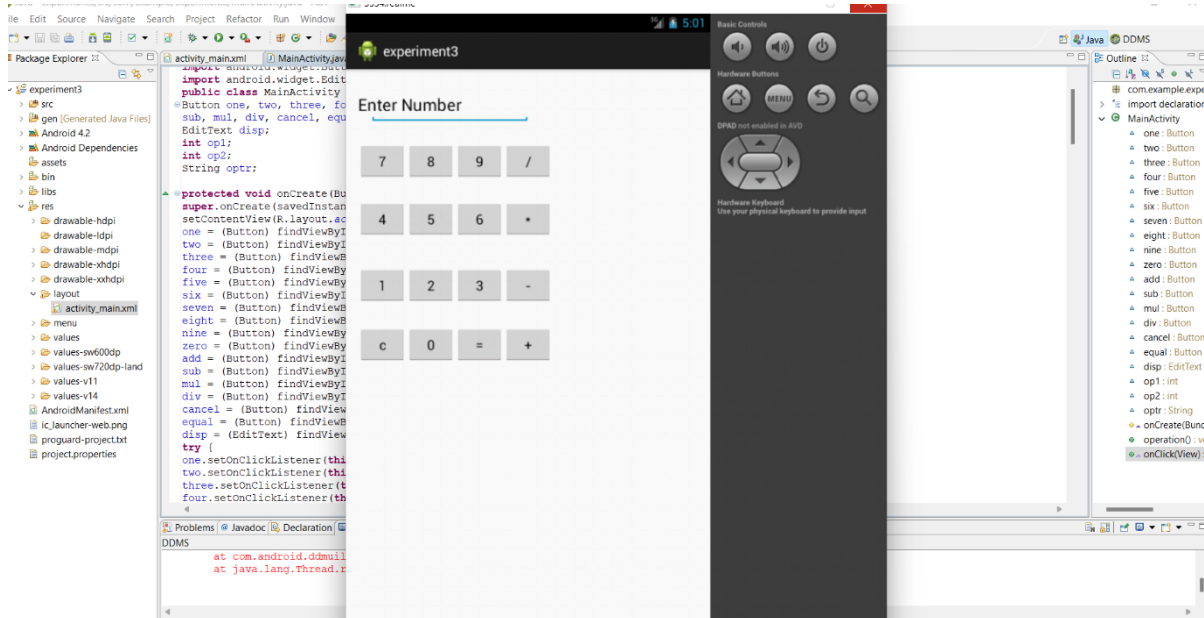 File Edit Source Navigate Search Project Refactor Run Window
Java DDMS
Package Explorer
experiment3
src
gen [Generated Java Files]
Android 4.2
Android Dependencies
assets
bin
libs
res
drawable-hdpi
drawable-ldpi
drawable-mdpi
drawable-xhdpi
drawable-xxhdpi
layout
activity_main.xml
menu
values
values-sw600dp
values-sw720dp-land
values-v11
values-v14
AndroidManifest.xml
ic_launcher-web.png
proguard-project.txt
project.properties
activity_main.xml MainActivity.java
import android.widget.Butt
import android.widget.Edit
public class MainActivity
Button one, two, three, fo
sub, mul, div, cancel, equ
EditText disp;
int op1;
int op2;
String optr;
protected void onCreate(Bu
super.onCreate(savedInstan
setContentView(R.layout.ac
one = (Button) findViewByI
two = (Button) findViewByI
three = (Button) findViewB
four = (Button) findViewBy
five = (Button) findViewBy
six = (Button) findViewByI
seven = (Button) findViewB
eight = (Button) findViewB
nine = (Button) findViewBy
zero = (Button) findViewBy
add = (Button) findViewByI
sub = (Button) findViewByI
mul = (Button) findViewByI
div = (Button) findViewByI
cancel = (Button) findView
equal = (Button) findViewB
disp = (EditText) findView
try {
one.setOnClickListener(thi
two.setOnClickListener(thi
three.setOnClickListener(t
four.setOnClickListener(th
Problems @ Javadoc Declaration
DDMS
at com.android.ddmuil
at java.lang.Thread.r
3G 5:01
experiment3
Enter Number
7 8 9 /
4 5 6 *
1 2 3 -
c 0 = +
Basic Controls
Hardware Buttons
MENU
DPAD not enabled in AVD
Hardware Keyboard
Use your physical keyboard to provide input
Outline
com.example.expe
import declaration
MainActivity
one : Button
two : Button
three : Button
four : Button
five : Button
six : Button
seven : Button
eight : Button
nine : Button
zero : Button
add : Button
sub : Button
mul : Button
div : Button
cancel : Button
equal : Button
disp : EditText
op1 : int
op2 : int
optr : String
onCreate(Bund
operation() : v
onClick(View) :